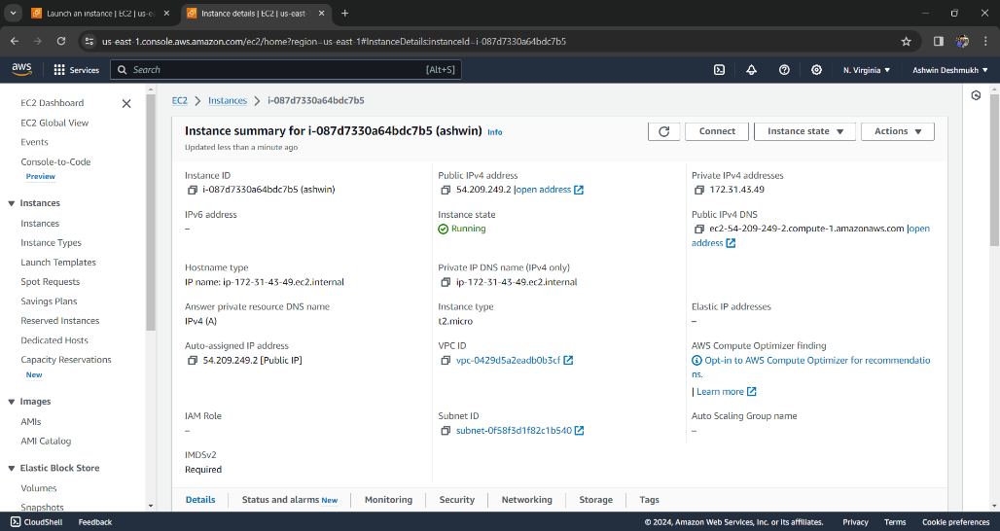 Launch an instance | EC2 | us-e
Instance details | EC2 | us-east-
us-east-1.console.aws.amazon.com/ec2/home?region=us-east-1#InstanceDetails:instanceId=i-087d7330a64bdc7b5
aws Services Search [Alt+S] N. Virginia Ashwin Deshmukh
EC2 Dashboard
EC2 Global View
Events
Console-to-Code
Preview
Instances
Instances
Instance Types
Launch Templates
Spot Requests
Savings Plans
Reserved Instances
Dedicated Hosts
Capacity Reservations
New
Images
AMIs
AMI Catalog
Elastic Block Store
Volumes
Snapshots
EC2 > Instances > i-087d7330a64bdc7b5
Instance summary for i-087d7330a64bdc7b5 (ashwin) Info
Updated less than a minute ago
Connect Instance state Actions
Instance ID
i-087d7330a64bdc7b5 (ashwin)
Public IPv4 address
54.209.249.2 |open address
Private IPv4 addresses
172.31.43.49
IPv6 address
–
Instance state
Running
Public IPv4 DNS
ec2-54-209-249-2.compute-1.amazonaws.com |open
address
Hostname type
IP name: ip-172-31-43-49.ec2.internal
Private IP DNS name (IPv4 only)
ip-172-31-43-49.ec2.internal
Answer private resource DNS name
IPv4 (A)
Instance type
t2.micro
Elastic IP addresses
–
Auto-assigned IP address
54.209.249.2 [Public IP]
VPC ID
vpc-0429d5a2eadb0b3cf
AWS Compute Optimizer finding
Opt-in to AWS Compute Optimizer for recommendatio
ns.
| Learn more
IAM Role
–
Subnet ID
subnet-0f58f3d1f82c1b540
Auto Scaling Group name
–
IMDSv2
Required
Details Status and alarms New Monitoring Security Networking Storage Tags
CloudShell Feedback © 2024, Amazon Web Services, Inc. or its affiliates. Privacy Terms Cookie preferences